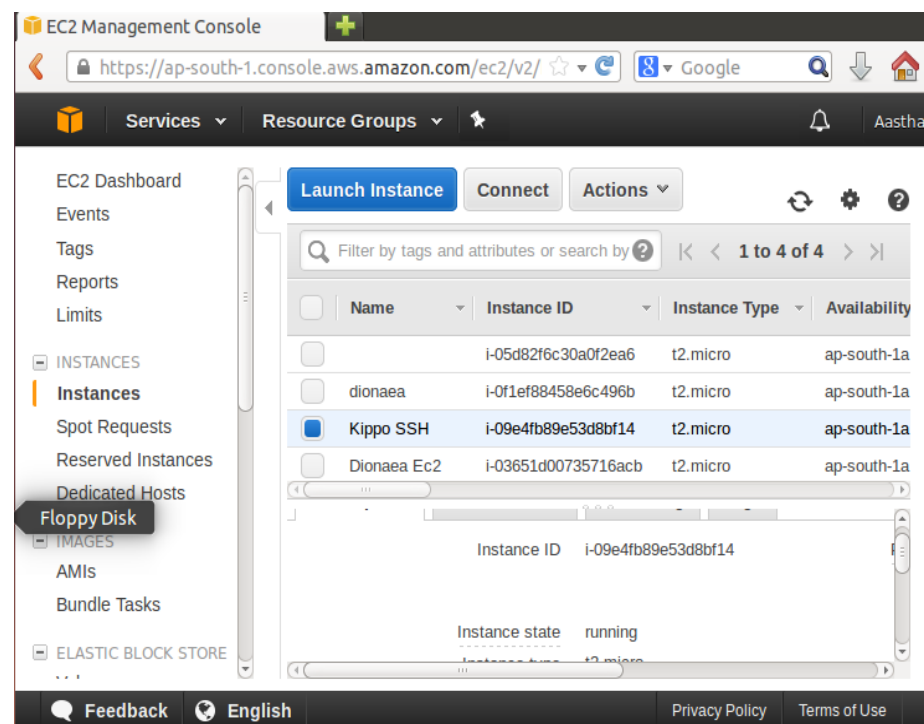 EC2 Management Console
https://ap-south-1.console.aws.amazon.com/ec2/v2/
8 Google
Services Resource Groups Aastha
EC2 Dashboard
Events
Tags
Reports
Limits
INSTANCES
Instances
Spot Requests
Reserved Instances
Dedicated Hosts
Floppy Disk
IMAGES
AMIs
Bundle Tasks
ELASTIC BLOCK STORE
Launch Instance Connect Actions
Filter by tags and attributes or search by 1 to 4 of 4
Name Instance ID Instance Type Availability
i-05d82f6c30a0f2ea6 t2.micro ap-south-1a
dionaea i-0f1ef88458e6c496b t2.micro ap-south-1a
Kippo SSH i-09e4fb89e53d8bf14 t2.micro ap-south-1a
Dionaea Ec2 i-03651d00735716acb t2.micro ap-south-1a
Instance ID i-09e4fb89e53d8bf14
Instance state running
Feedback English Privacy Policy Terms of Use